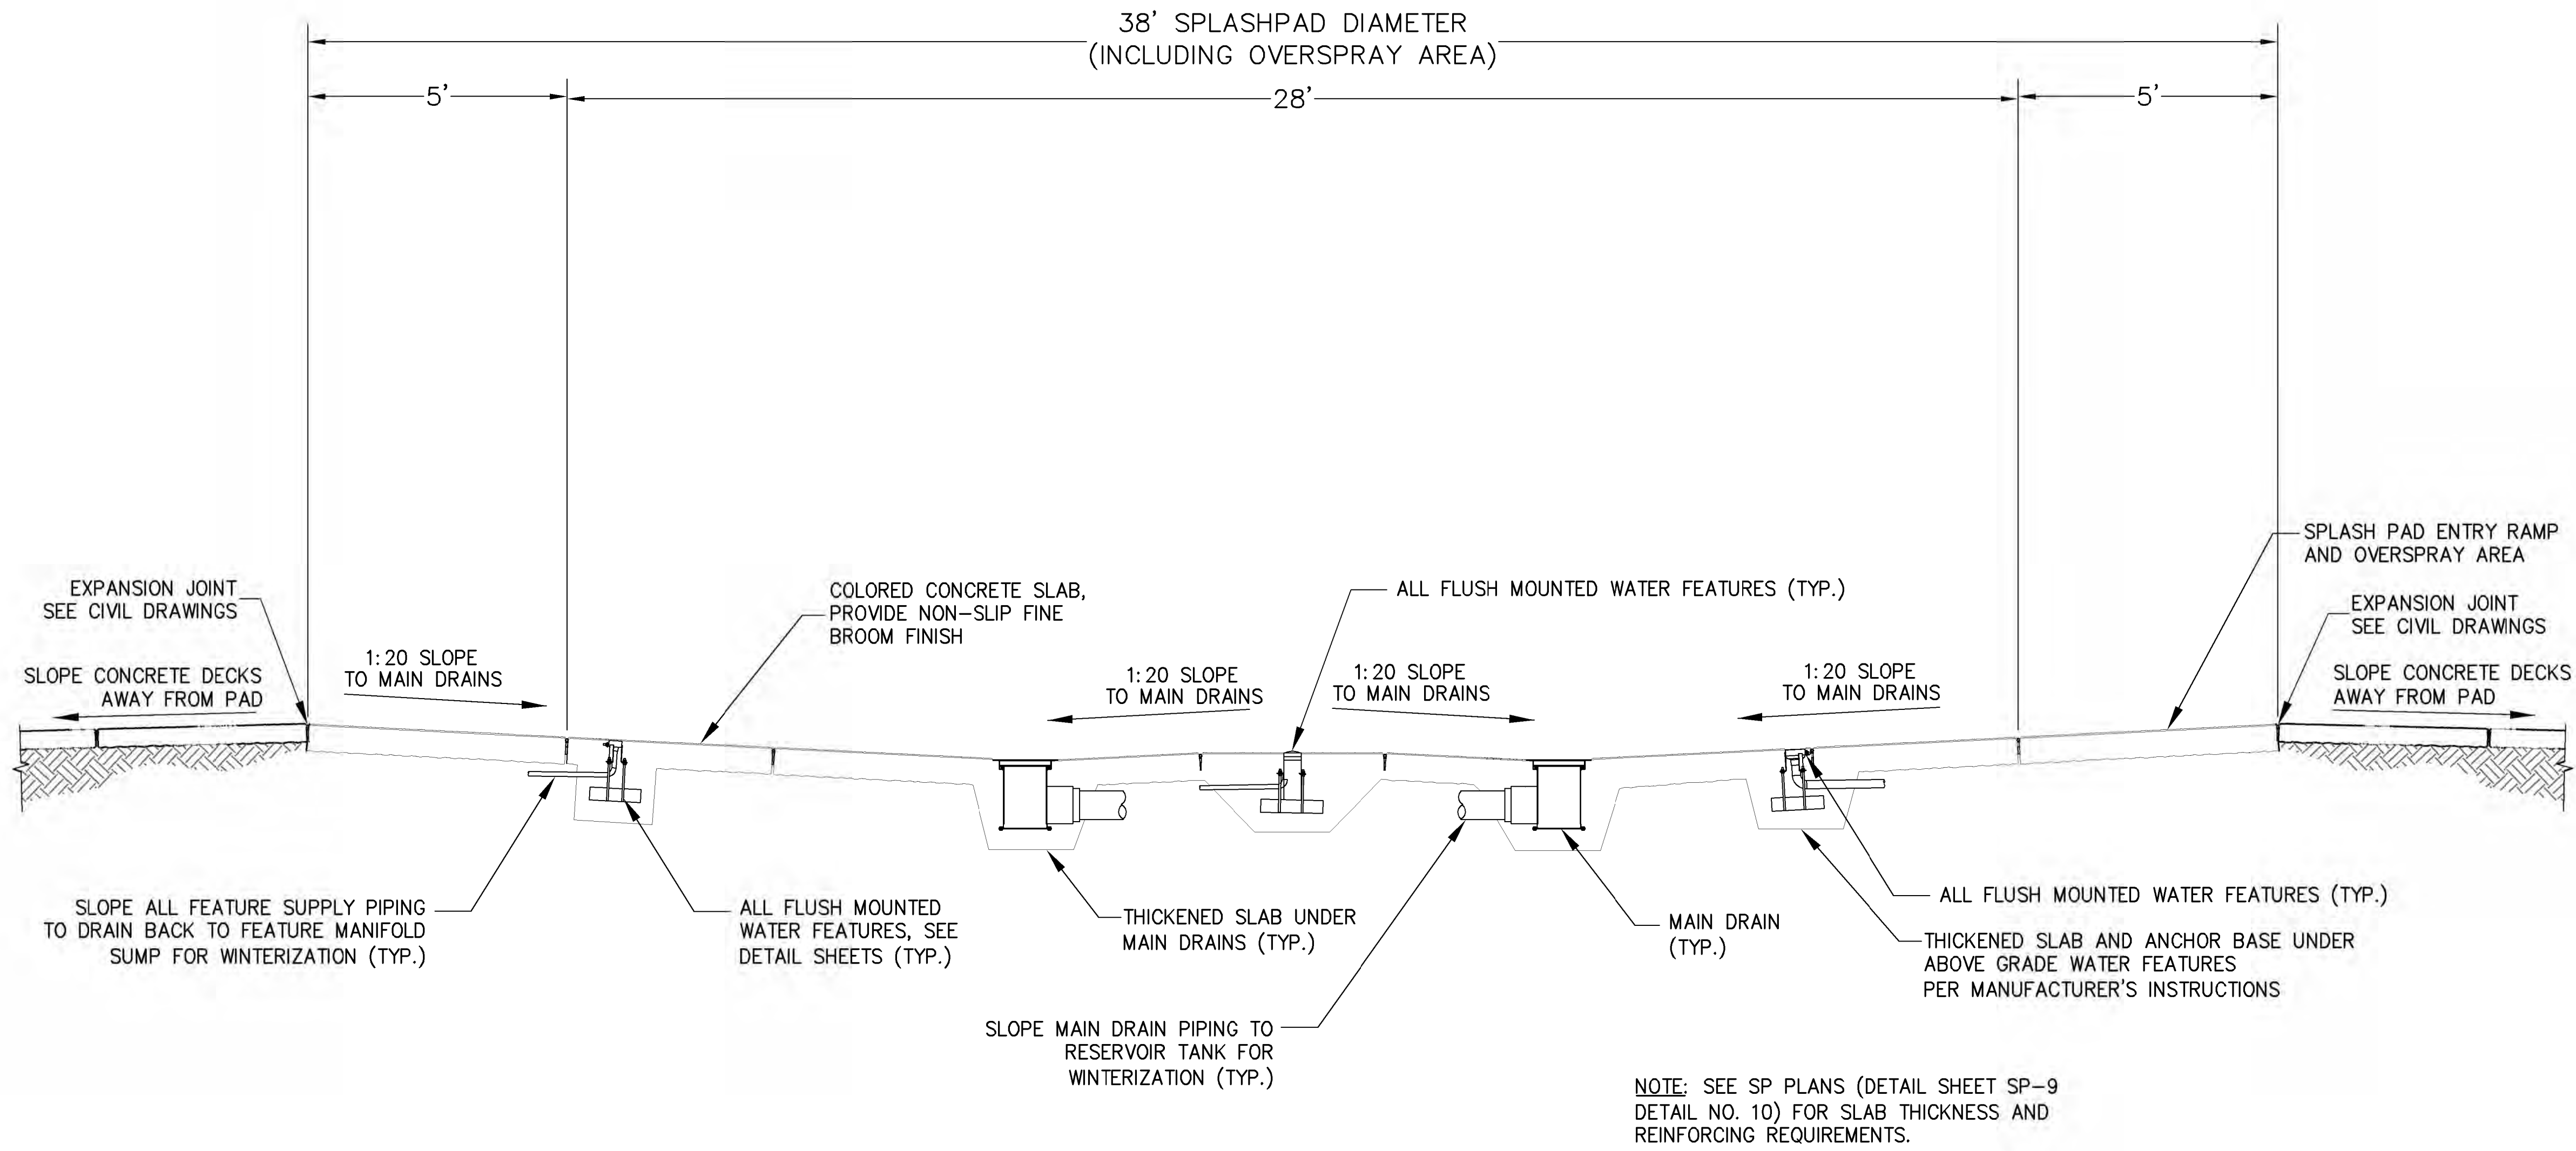 38' SPLASHPAD DIAMETER
(INCLUDING OVERSPRAY AREA)
5'
28'
5'
SPLASH PAD ENTRY RAMP
AND OVERSPRAY AREA
EXPANSION JOINT
SEE CIVIL DRAWINGS
COLORED CONCRETE SLAB,
PROVIDE NON-SLIP FINE
BROOM FINISH
ALL FLUSH MOUNTED WATER FEATURES (TYP.)
EXPANSION JOINT
SEE CIVIL DRAWINGS
SLOPE CONCRETE DECKS
AWAY FROM PAD
1:20 SLOPE
TO MAIN DRAINS
1:20 SLOPE
TO MAIN DRAINS
1:20 SLOPE
TO MAIN DRAINS
1:20 SLOPE
TO MAIN DRAINS
SLOPE CONCRETE DECKS
AWAY FROM PAD
SLOPE ALL FEATURE SUPPLY PIPING
TO DRAIN BACK TO FEATURE MANIFOLD
SUMP FOR WINTERIZATION (TYP.)
ALL FLUSH MOUNTED
WATER FEATURES, SEE
DETAIL SHEETS (TYP.)
THICKENED SLAB UNDER
MAIN DRAINS (TYP.)
MAIN DRAIN
(TYP.)
ALL FLUSH MOUNTED WATER FEATURES (TYP.)
THICKENED SLAB AND ANCHOR BASE UNDER
ABOVE GRADE WATER FEATURES
PER MANUFACTURER'S INSTRUCTIONS
SLOPE MAIN DRAIN PIPING TO
RESERVOIR TANK FOR
WINTERIZATION (TYP.)
NOTE: SEE SP PLANS (DETAIL SHEET SP-9
DETAIL NO. 10) FOR SLAB THICKNESS AND
REINFORCING REQUIREMENTS.